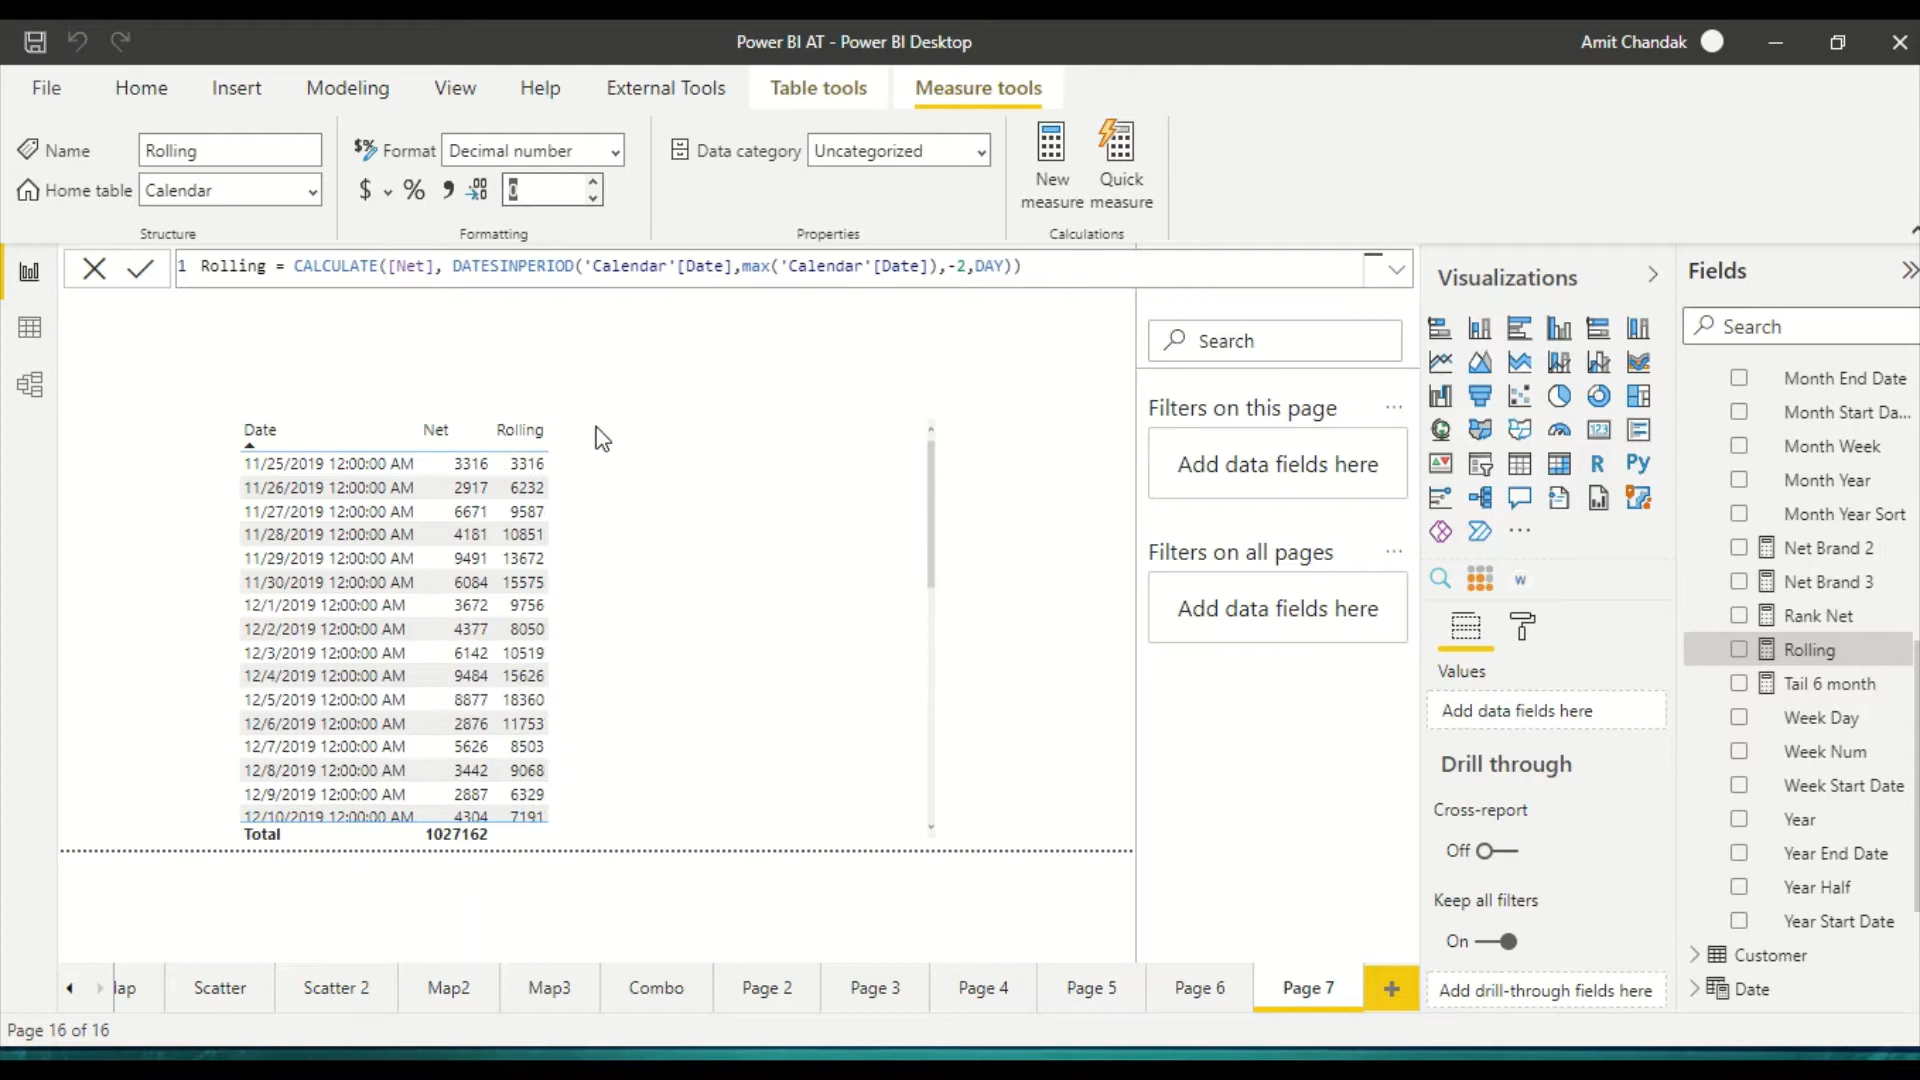 Power BI AT - Power BI Desktop
Amit Chandak
File Home Insert Modeling View Help External Tools Table tools Measure tools
Name Rolling
Home table Calendar
Structure
$% Format Decimal number
$ % 9 .00
Formatting
Data category Uncategorized
Properties
New measure
Quick measure
Calculations
1 Rolling = CALCULATE([Net], DATESINPERIOD('Calendar'[Date],max('Calendar'[Date]),-2,DAY))
Date Net Rolling
11/25/2019 12:00:00 AM 3316 3316
11/26/2019 12:00:00 AM 2917 6232
11/27/2019 12:00:00 AM 6671 9587
11/28/2019 12:00:00 AM 4181 10851
11/29/2019 12:00:00 AM 9491 13672
11/30/2019 12:00:00 AM 6084 15575
12/1/2019 12:00:00 AM 3672 9756
12/2/2019 12:00:00 AM 4377 8050
12/3/2019 12:00:00 AM 6142 10519
12/4/2019 12:00:00 AM 9484 15626
12/5/2019 12:00:00 AM 8877 18360
12/6/2019 12:00:00 AM 2876 11753
12/7/2019 12:00:00 AM 5626 8503
12/8/2019 12:00:00 AM 3442 9068
12/9/2019 12:00:00 AM 2887 6329
12/10/2019 12:00:00 AM 4304 7191
Total 1027162
Search
Filters on this page ...
Add data fields here
Filters on all pages ...
Add data fields here
Visualizations
123
R Py
...
W
Values
Add data fields here
Drill through
Cross-report
Off
Keep all filters
On
Add drill-through fields here
Fields
Search
Month End Date
Month Start Da...
Month Week
Month Year
Month Year Sort
Net Brand 2
Net Brand 3
Rank Net
Rolling
Tail 6 month
Week Day
Week Num
Week Start Date
Year
Year End Date
Year Half
Year Start Date
Customer
Date
lap Scatter Scatter 2 Map2 Map3 Combo Page 2 Page 3 Page 4 Page 5 Page 6 Page 7 +
Page 16 of 16